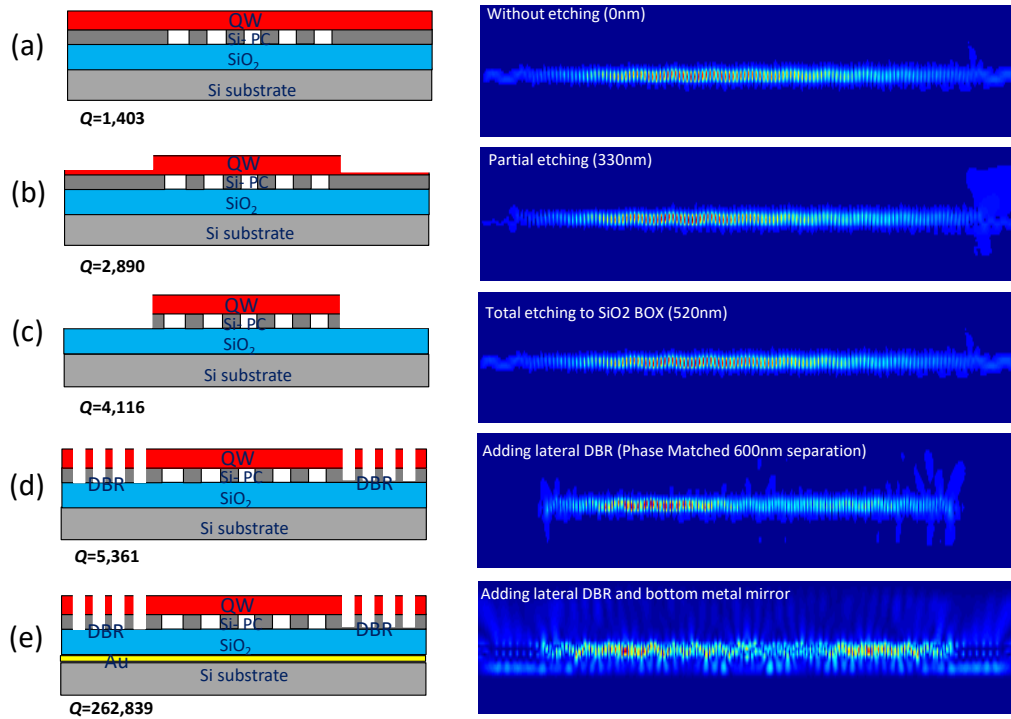 (a)
QW
Si- PC
SiO2
Si substrate
Q=1,403
Without etching (0nm)
(b)
QW
Si- PC
SiO2
Si substrate
Q=2,890
Partial etching (330nm)
(c)
QW
Si- PC
SiO2
Si substrate
Q=4,116
Total etching to SiO2 BOX (520nm)
(d)
QW
Si- PC
DBR DBR
SiO2
Si substrate
Q=5,361
Adding lateral DBR (Phase Matched 600nm separation)
(e)
QW
Si- PC
DBR DBR
SiO2
Au
Si substrate
Q=262,839
Adding lateral DBR and bottom metal mirror